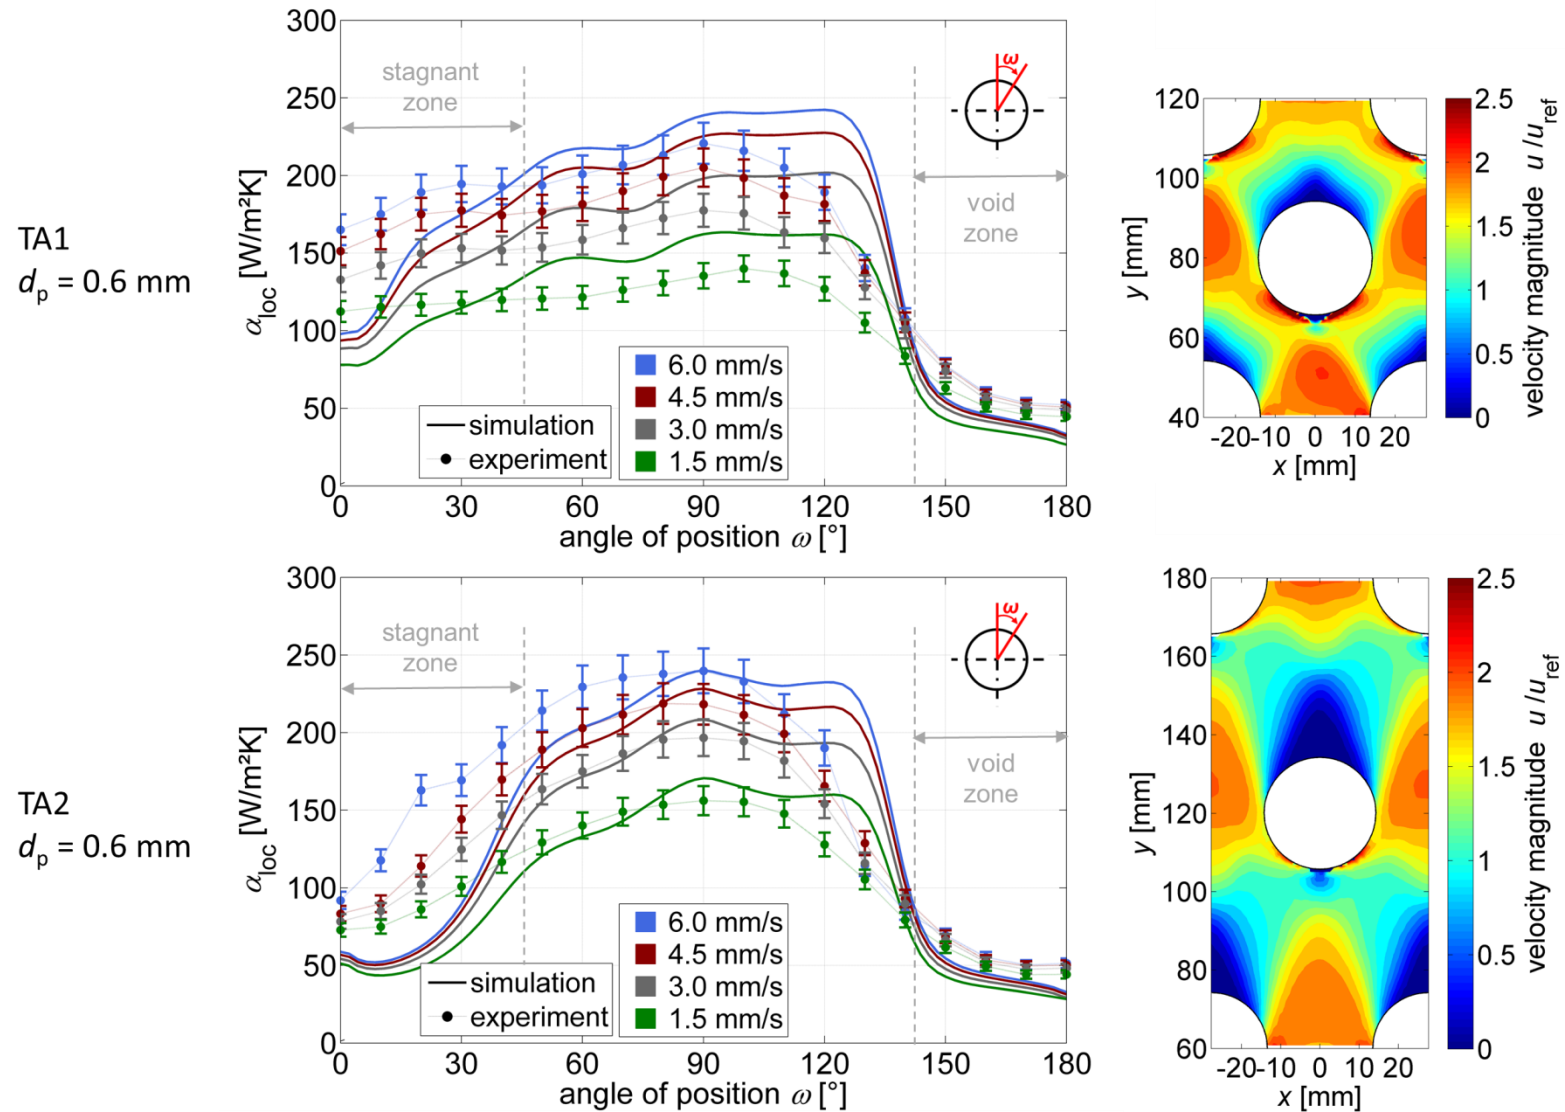 TA1
dp = 0.6 mm
300
250
200
150
100
50
0
αloc [W/m²K]
stagnant
zone
void
zone
ω
6.0 mm/s
4.5 mm/s
3.0 mm/s
1.5 mm/s
simulation
experiment
0 30 60 90 120 150 180
angle of position ω [°]
120
100
80
60
40
y [mm]
-20 -10 0 10 20
x [mm]
2.5
2
1.5
1
0.5
0
velocity magnitude u/uref
TA2
dp = 0.6 mm
300
250
200
150
100
50
0
αloc [W/m²K]
stagnant
zone
void
zone
ω
6.0 mm/s
4.5 mm/s
3.0 mm/s
1.5 mm/s
simulation
experiment
0 30 60 90 120 150 180
angle of position ω [°]
180
160
140
120
100
80
60
y [mm]
-20 -10 0 10 20
x [mm]
2.5
2
1.5
1
0.5
0
velocity magnitude u/uref